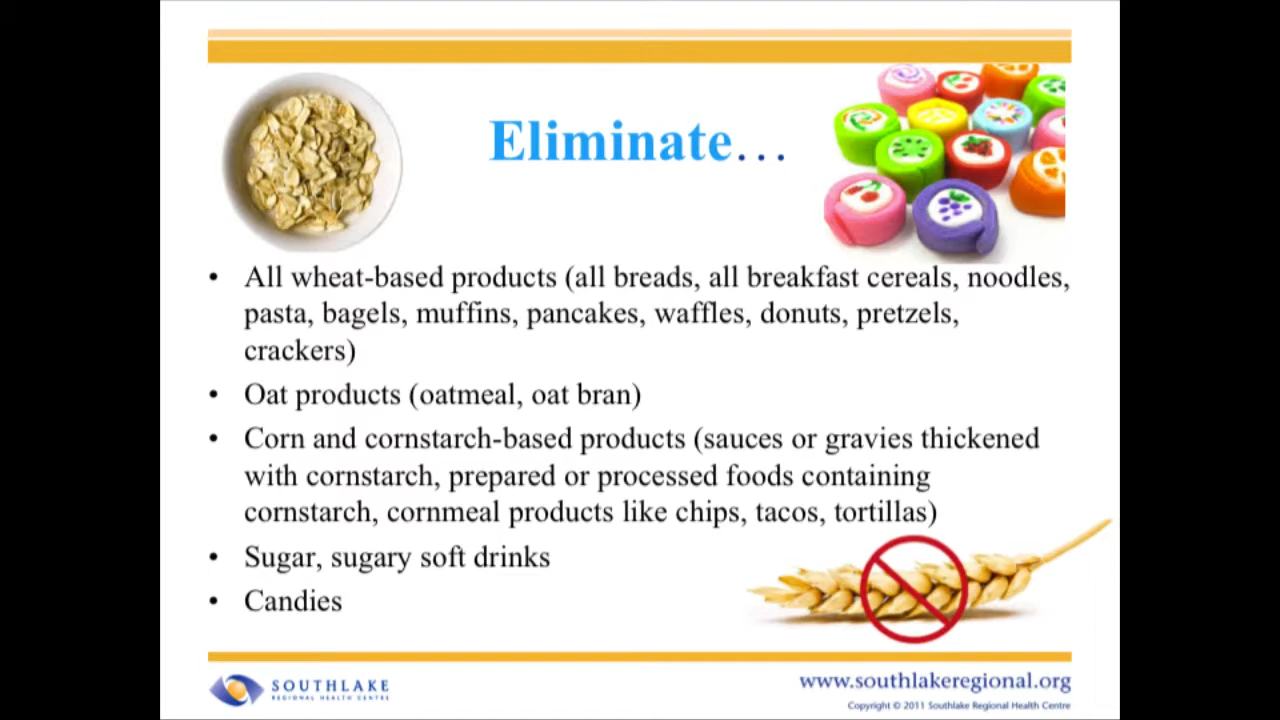 Eliminate…
• All wheat-based products (all breads, all breakfast cereals, noodles,
pasta, bagels, muffins, pancakes, waffles, donuts, pretzels,
crackers)
• Oat products (oatmeal, oat bran)
• Corn and cornstarch-based products (sauces or gravies thickened
with cornstarch, prepared or processed foods containing
cornstarch, cornmeal products like chips, tacos, tortillas)
• Sugar, sugary soft drinks
• Candies
SOUTHLAKE
REGIONAL HEALTH CENTRE
www.southlakeregional.org
Copyright © 2011 Southlake Regional Health Centre